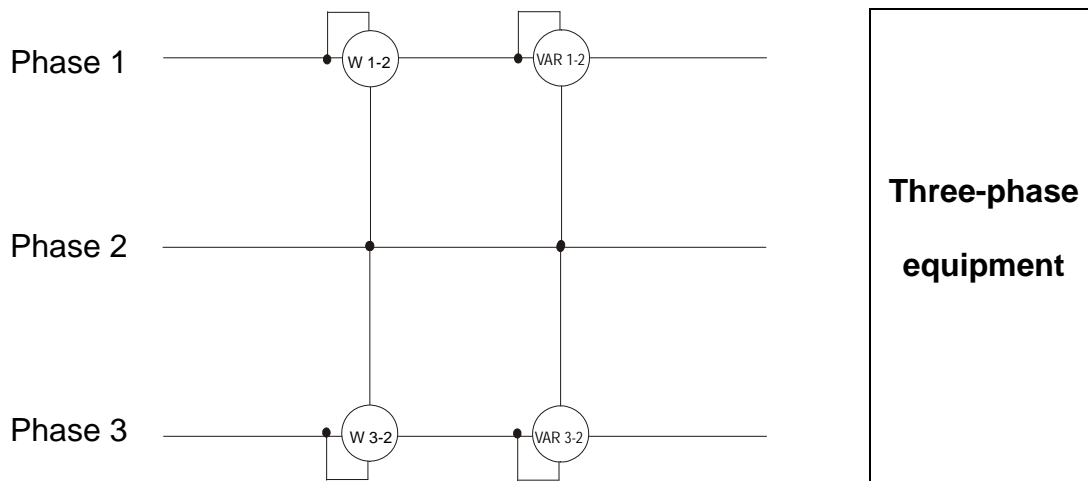 Phase 1
W 1-2
VAR 1-2
Three-phase
Phase 2
equipment
Phase 3
W 3-2
VAR 3-2